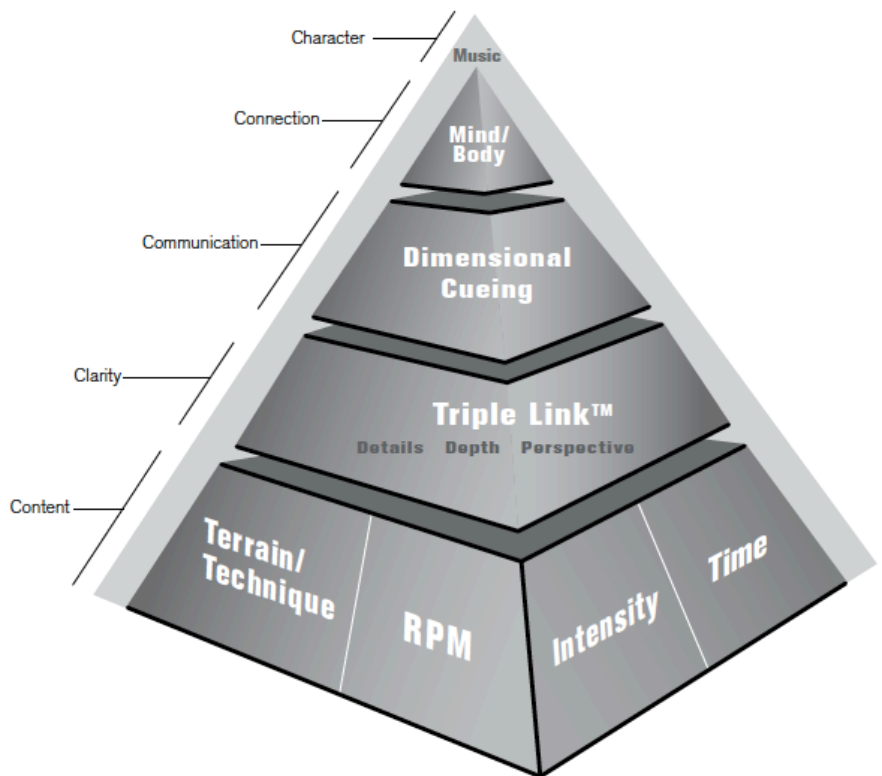 Character
Music
Connection
Mind/
Body
Communication
Dimensional
Cueing
Clarity
Triple Link™
Details Depth Perspective
Content
Terrain/
Technique
RPM
Intensity
Time